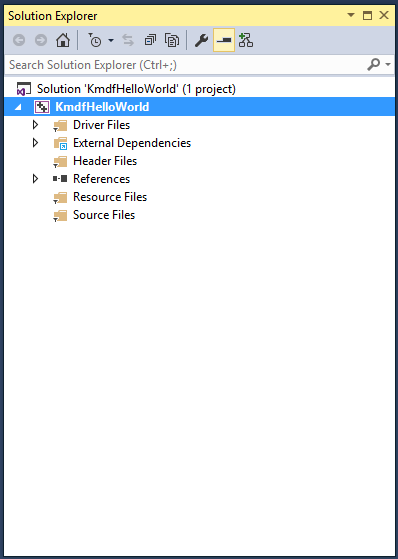 Solution Explorer
Search Solution Explorer (Ctrl+;)
Solution 'KmdfHelloWorld' (1 project)
KmdfHelloWorld
Driver Files
External Dependencies
Header Files
References
Resource Files
Source Files